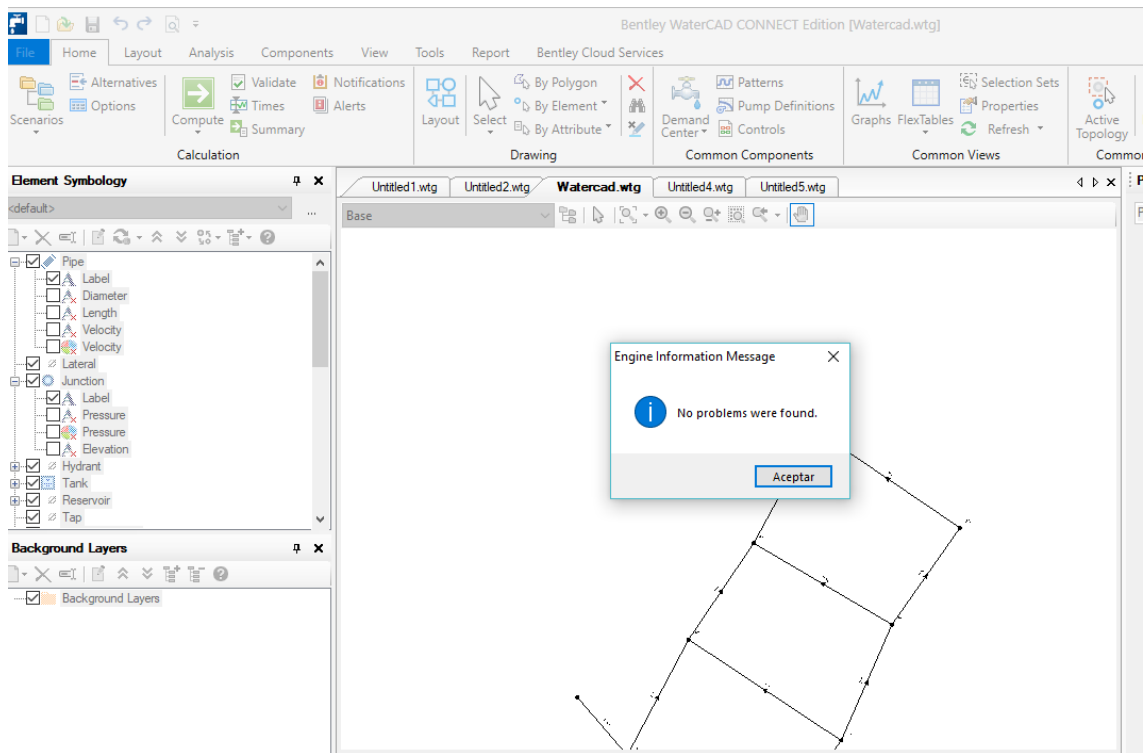 Bentley WaterCAD CONNECT Edition [Watercad.wtg]
File Home Layout Analysis Components View Tools Report Bentley Cloud Services
Scenarios
Alternatives
Options
Compute
Validate
Times
Summary
Notifications
Alerts
Calculation
Layout
Select
By Polygon
By Element
By Attribute
Drawing
Demand
Center
Patterns
Pump Definitions
Controls
Common Components
Graphs
FlexTables
Selection Sets
Properties
Refresh
Common Views
Active
Topology
Element Symbology
<default>
...
Pipe
Label
Diameter
Length
Velocity
Velocity
Lateral
Junction
Label
Pressure
Pressure
Elevation
Hydrant
Tank
Reservoir
Tap
Background Layers
Background Layers
Untitled1.wtg Untitled2.wtg Watercad.wtg Untitled4.wtg Untitled5.wtg
Base
Engine Information Message
No problems were found.
Aceptar